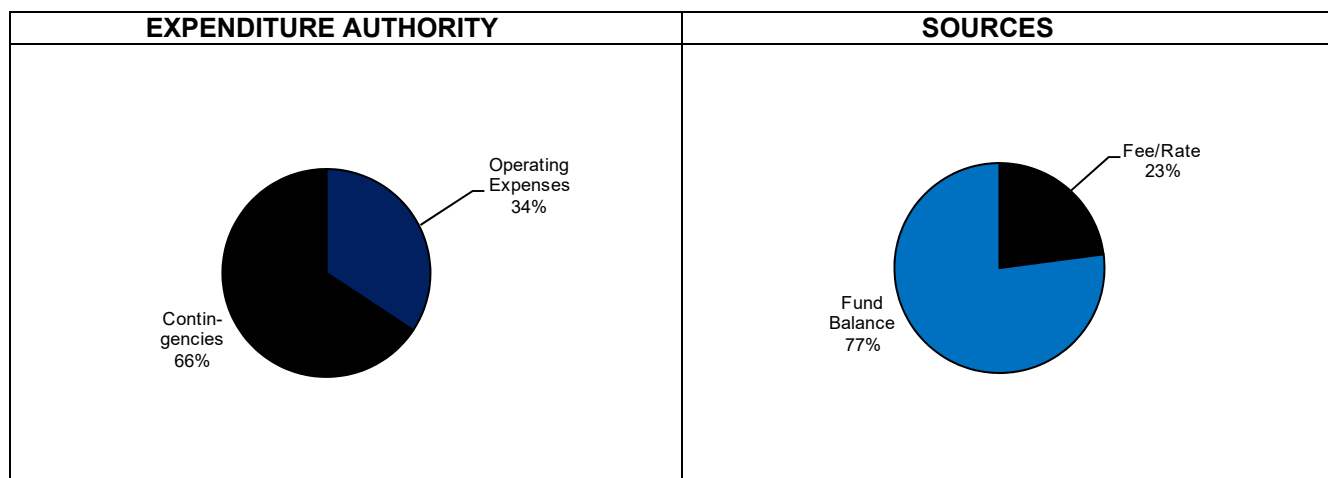 EXPENDITURE AUTHORITY
SOURCES
Operating
Expenses
34%
Contin-
gencies
66%
Fee/Rate
23%
Fund
Balance
77%